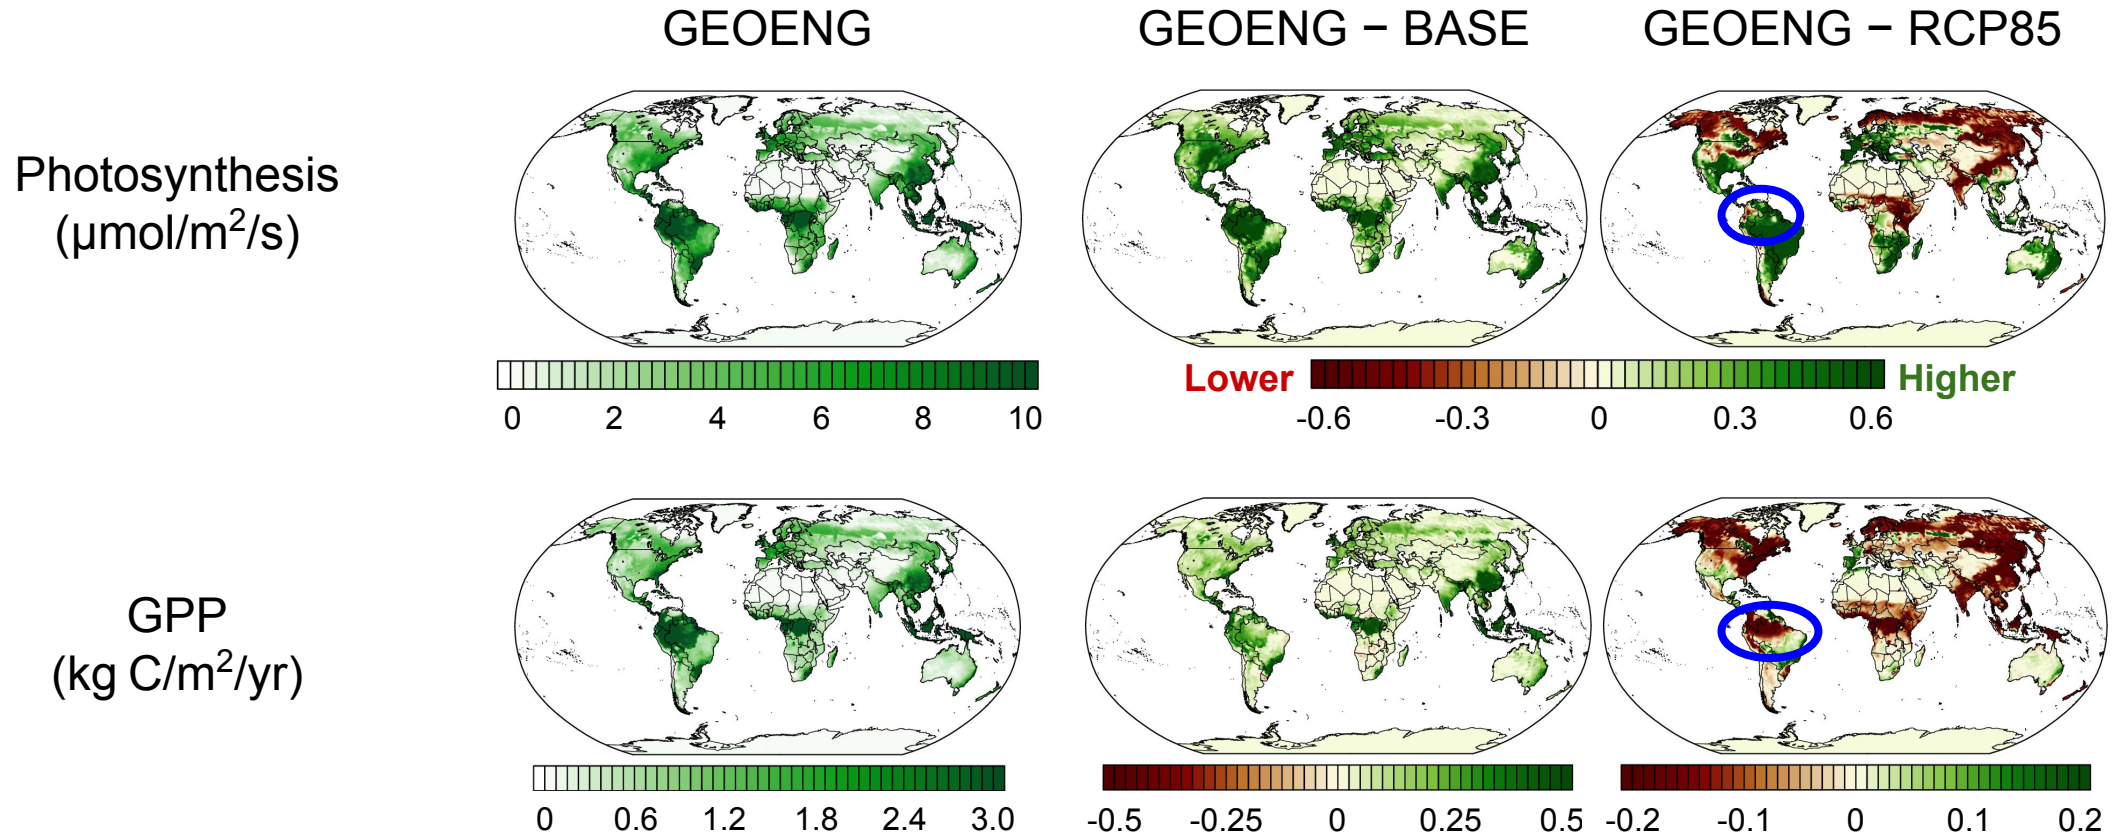 GEOENG
GEOENG − BASE
GEOENG − RCP85
Photosynthesis
(μmol/m²/s)
0 2 4 6 8 10
Lower
Higher
-0.6 -0.3 0 0.3 0.6
GPP
(kg C/m²/yr)
0 0.6 1.2 1.8 2.4 3.0
-0.5 -0.25 0 0.25 0.5
-0.2 -0.1 0 0.1 0.2